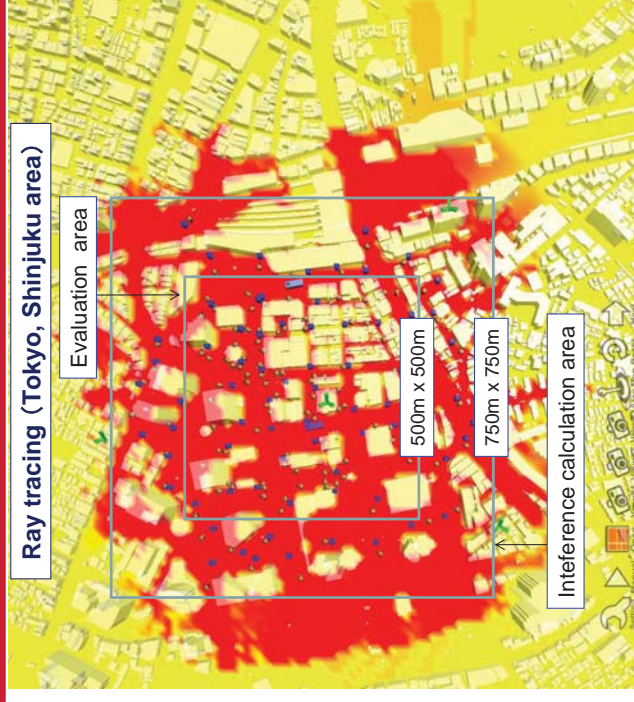 Ray tracing (Tokyo, Shinjuku area)
Evaluation area
500m x 500m
750m x 750m
Inteference calculation area